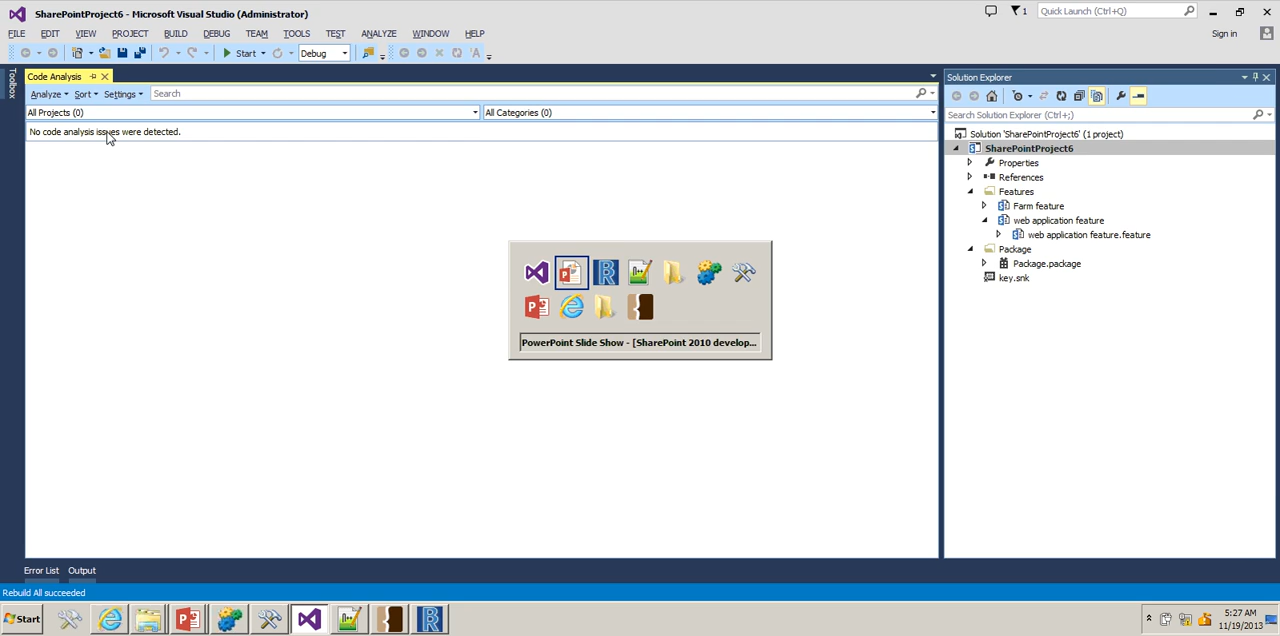 SharePointProject6 - Microsoft Visual Studio (Administrator)
1
Quick Launch (Ctrl+Q)
FILE EDIT VIEW PROJECT BUILD DEBUG TEAM TOOLS TEST ANALYZE WINDOW HELP
Sign in
Start Debug
Toolbox
Code Analysis
Analyze Sort Settings Search
All Projects (0) All Categories (0)
No code analysis issues were detected.
PowerPoint Slide Show - [SharePoint 2010 develop...
Solution Explorer
Search Solution Explorer (Ctrl+;)
Solution 'SharePointProject6' (1 project)
SharePointProject6
Properties
References
Features
Farm feature
web application feature
web application feature.feature
Package
Package.package
key.snk
Error List Output
Rebuild All succeeded
Start
5:27 AM
11/19/2013